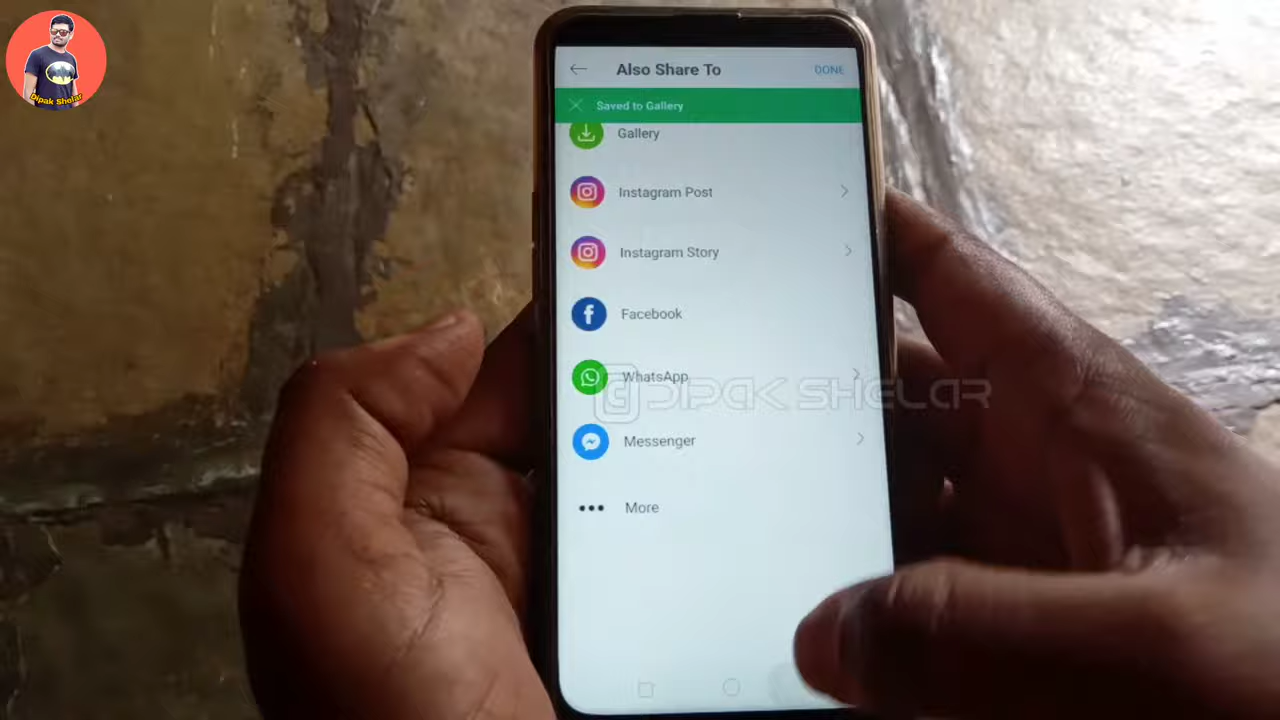 Dipak Shelar
Also Share To
DONE
Saved to Gallery
Gallery
Instagram Post
Instagram Story
Facebook
WhatsApp
DIPAK SHELAR
Messenger
More